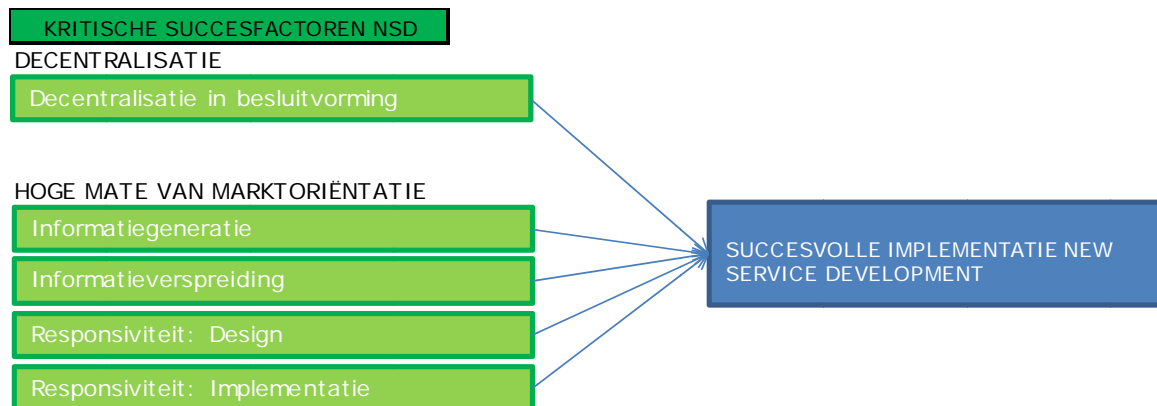 KRITISCHE SUCCESFACTOREN NSD
DECENTRALISATIE
Decentralisatie in besluitvorming
HOGE MATE VAN MARKTORIËNTATIE
Informatiegeneratie
Informatieverspreiding
Responsiviteit: Design
Responsiviteit: Implementatie
SUCCESVOLLE IMPLEMENTATIE NEW
SERVICE DEVELOPMENT